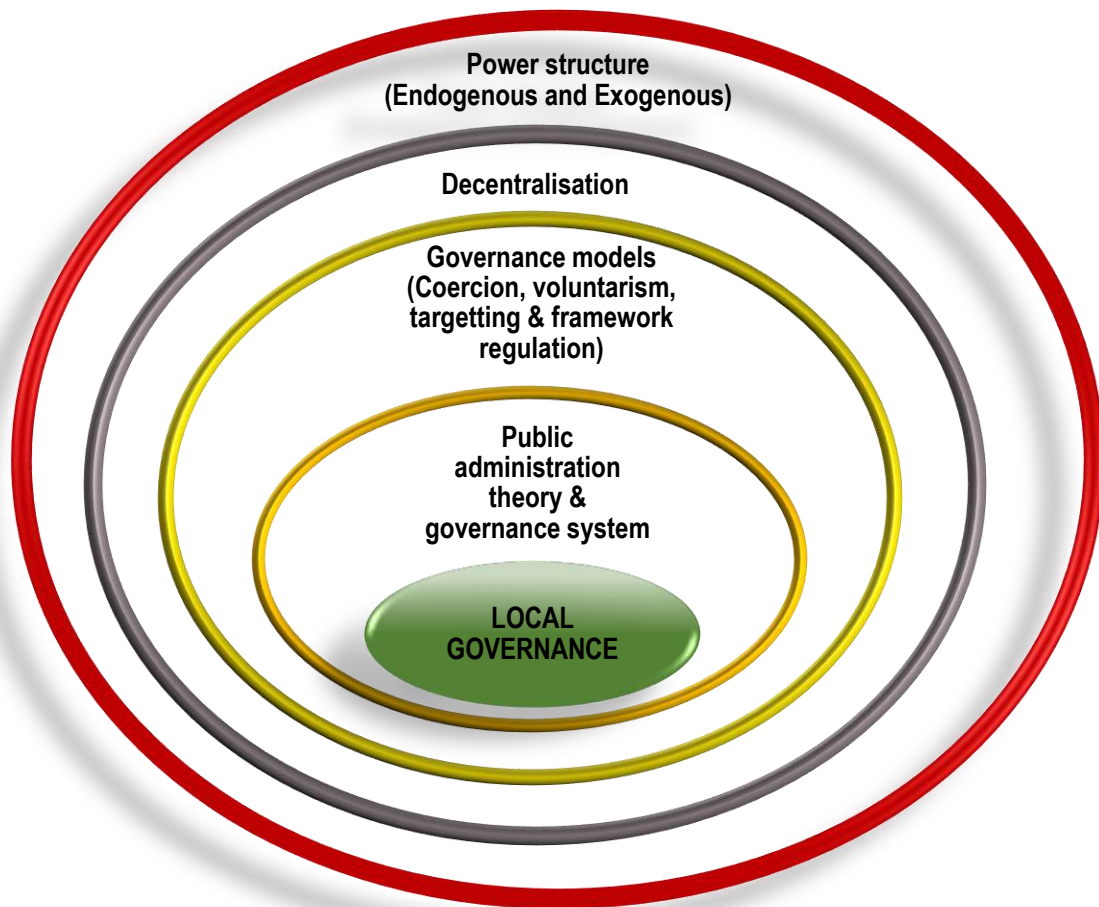 Power structure
(Endogenous and Exogenous)
Decentralisation
Governance models
(Coercion, voluntarism,
targetting & framework
regulation)
Public
administration
theory &
governance system
LOCAL
GOVERNANCE